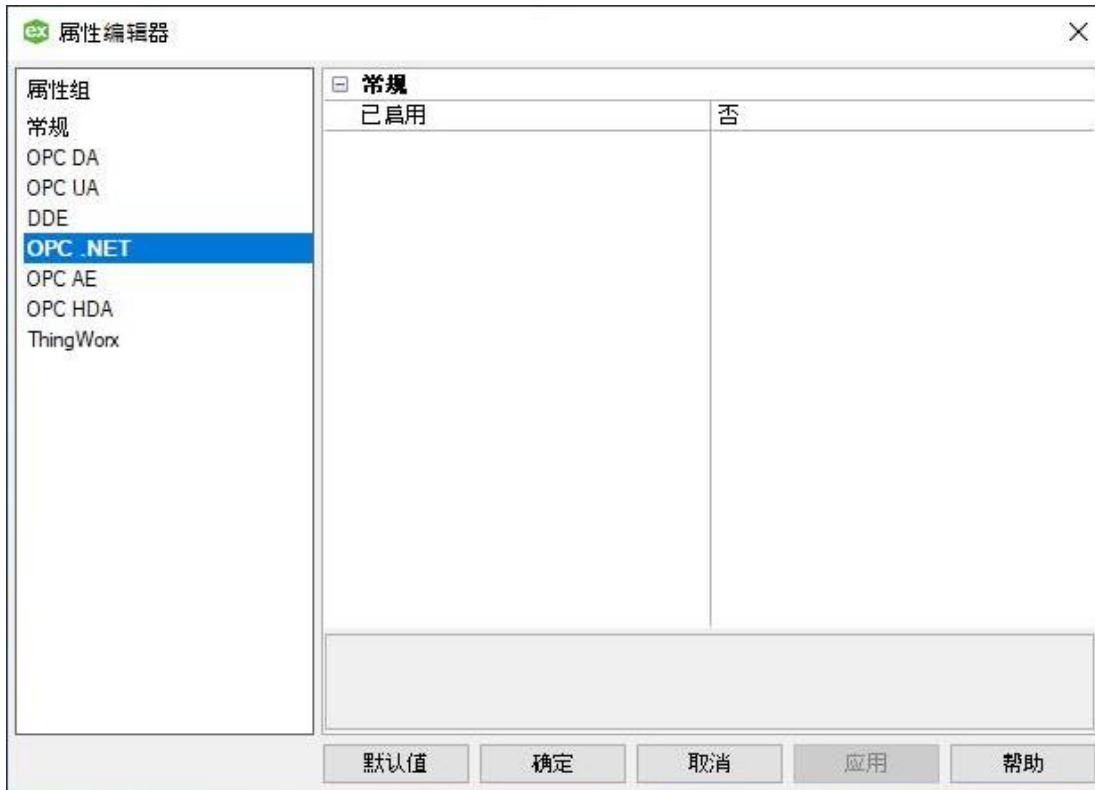 ex 属性编辑器
属性组
常规
OPC DA
OPC UA
DDE
OPC .NET
OPC AE
OPC HDA
ThingWorx
常规
已启用 否
默认值 确定 取消 应用 帮助